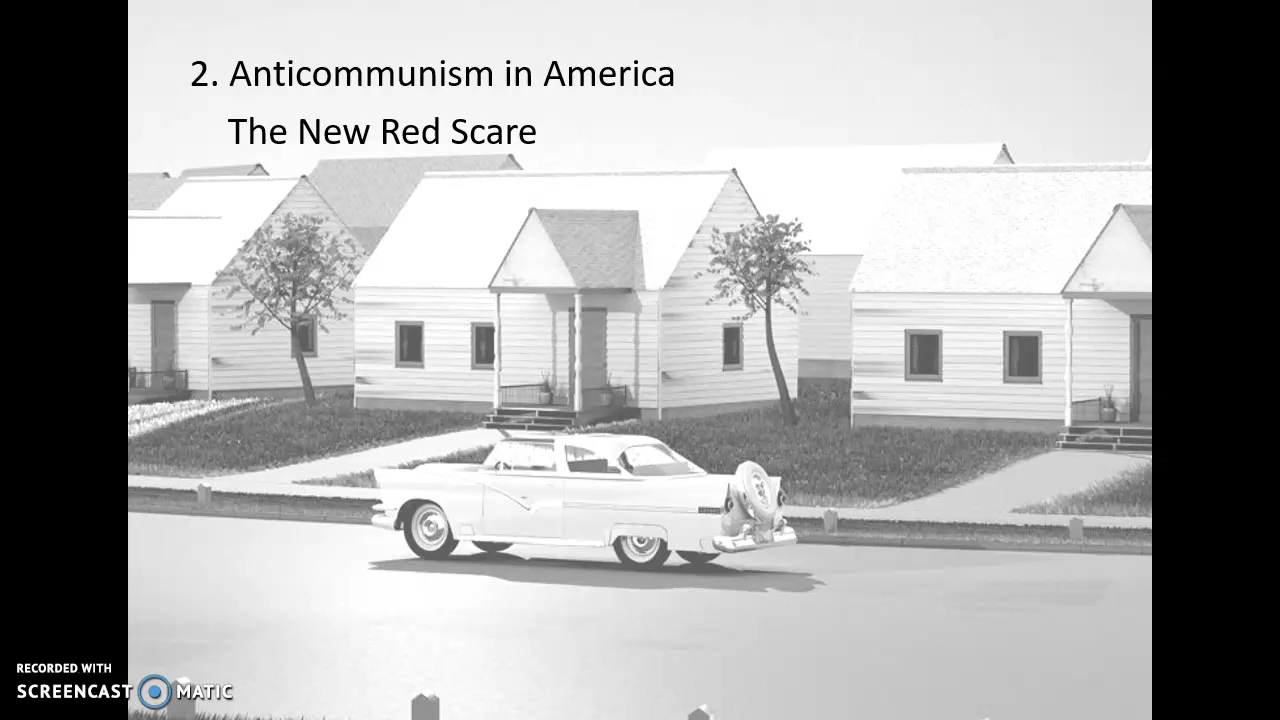 2. Anticommunism in America
The New Red Scare
RECORDED WITH
SCREENCAST MATIC